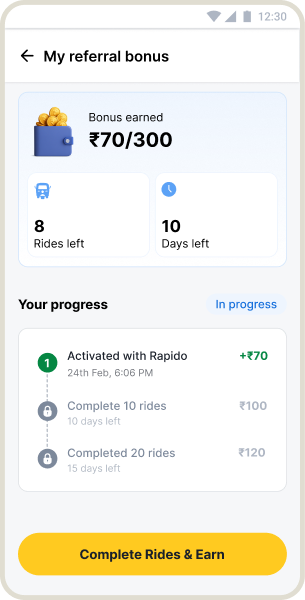 12:30
My referral bonus
Bonus earned
₹70/300
8
Rides left
10
Days left
Your progress
In progress
1
Activated with Rapido
+₹70
24th Feb, 6:06 PM
Complete 10 rides
₹100
10 days left
Completed 20 rides
₹120
15 days left
Complete Rides & Earn